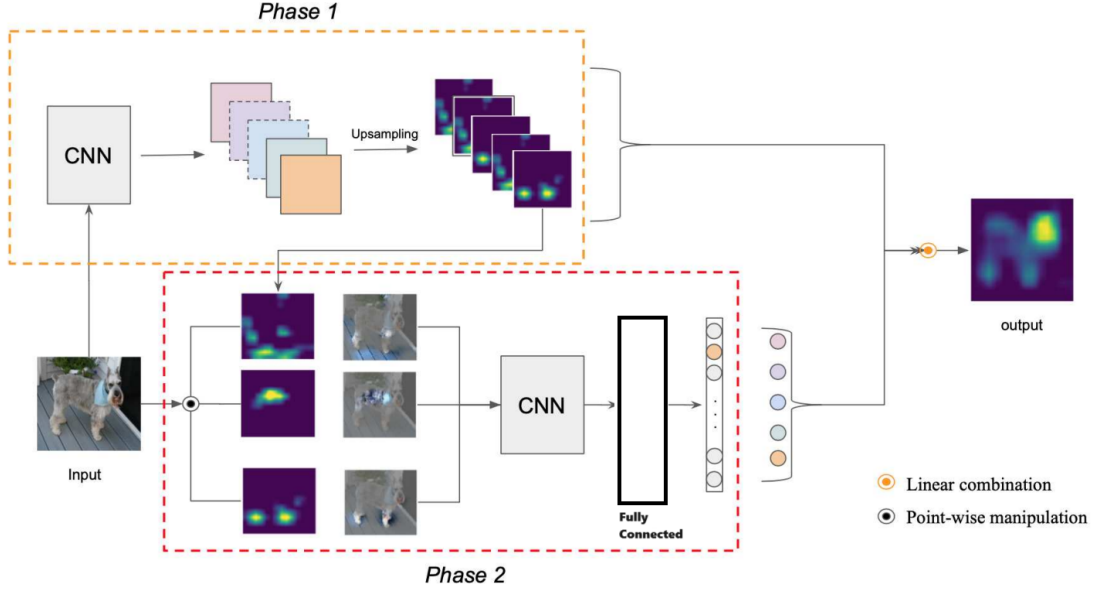 Phase 1
CNN
Upsampling
output
Input
CNN
Fully
Connected
Linear combination
Point-wise manipulation
Phase 2